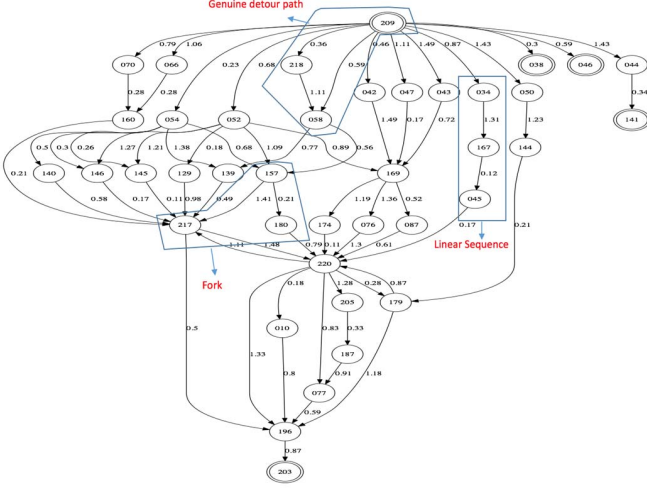 Genuine detour path
209
0.79 1.06 0.36 0.46 1.11 1.49 0.87 1.43 0.3 0.59 1.43
0.23 0.68 0.59
070 066 218 038 046 044
0.28 0.28 1.11 042 047 043 034 050 0.34
160 054 052 058 1.49 0.17 0.72 1.31 1.23 141
0.5 0.3 0.26 1.27 1.21 1.38 0.18 0.68 1.09 0.77 0.89 0.56 167 144
0.21 140 146 145 129 139 157 169 0.12
0.58 0.17 0.11 0.98 0.49 1.41 0.21 1.19 1.36 0.52 045
217 180 174 076 087 0.17 0.21
1.11 1.48 0.79 0.11 1.3 0.61 Linear Sequence
220
Fork 0.18 1.28 0.28 0.87
205 179
0.5 010 0.83 0.33
1.33 187
0.8 0.91 1.18
077
0.59
196
0.87
203